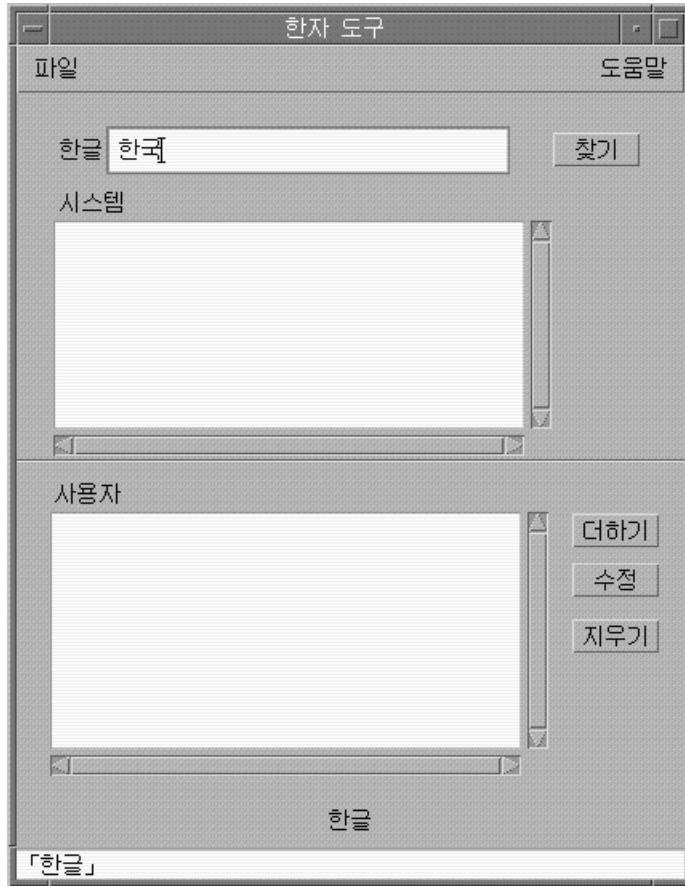 한자 도구
파일 도움말
한글 한국 찾기
시스템
사용자
더하기
수정
지우기
한글
「한글」